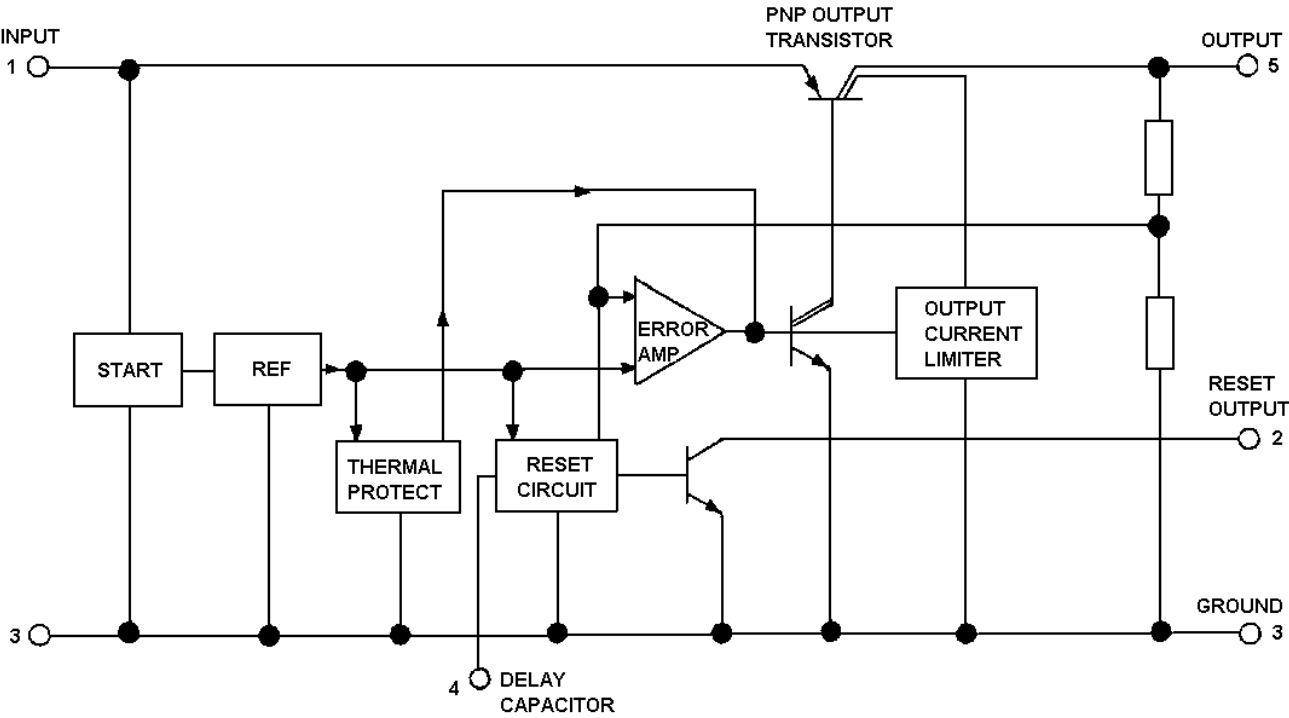 PNP OUTPUT
TRANSISTOR
INPUT
1
OUTPUT
5
ERROR
AMP
OUTPUT
CURRENT
LIMITER
START
REF
RESET
OUTPUT
2
THERMAL
PROTECT
RESET
CIRCUIT
3
GROUND
3
4
DELAY
CAPACITOR